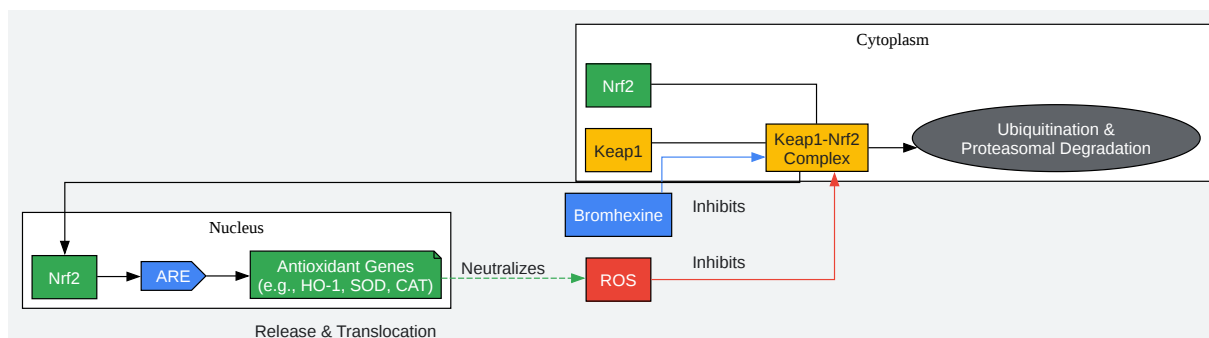 Cytoplasm
Nrf2
Keap1
Keap1-Nrf2
Complex
Ubiquitination &
Proteasomal Degradation
Bromhexine
Inhibits
Nucleus
Nrf2
ARE
Antioxidant Genes
(e.g., HO-1, SOD, CAT)
Neutralizes
ROS
Inhibits
Release & Translocation